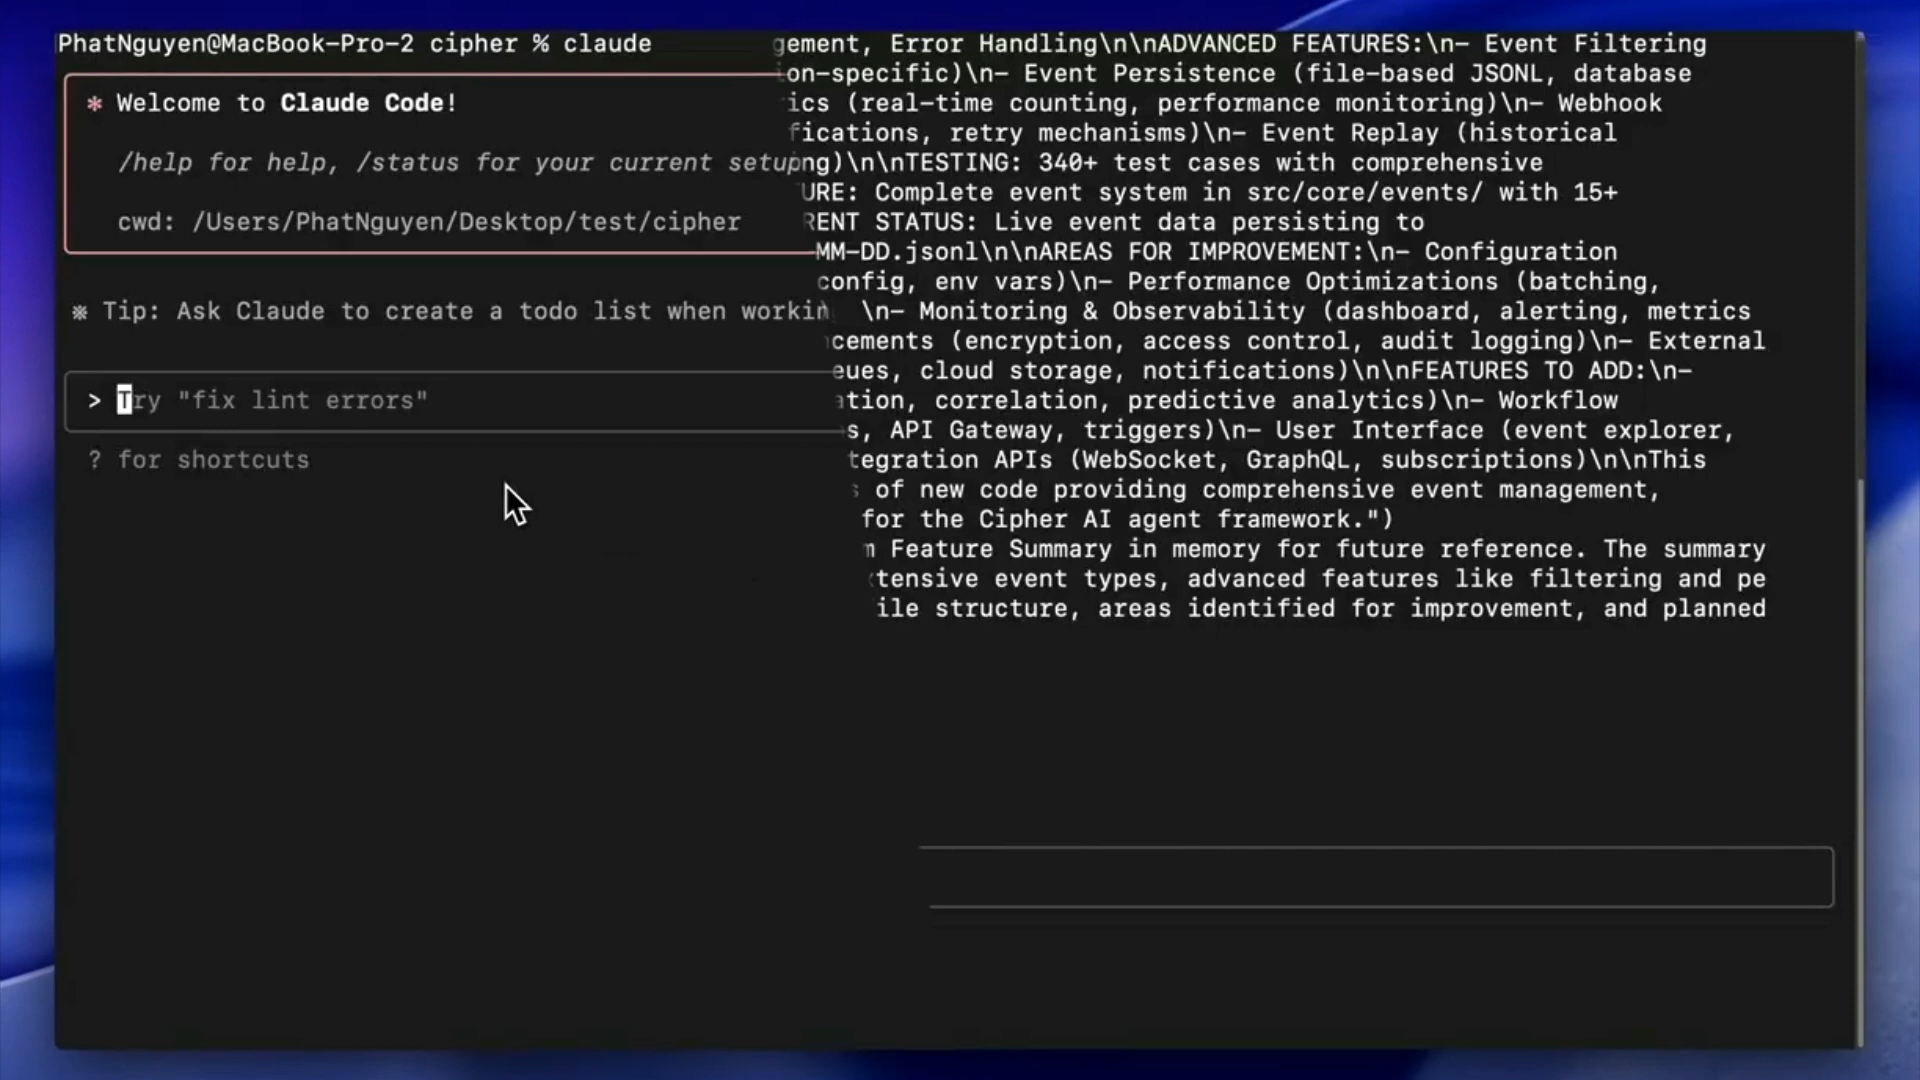 PhatNguyen@MacBook-Pro-2 cipher % claude
* Welcome to Claude Code!
/help for help, /status for your current setup
cwd: /Users/PhatNguyen/Desktop/test/cipher
※ Tip: Ask Claude to create a todo list when workin
> Try "fix lint errors"
? for shortcuts
gement, Error Handling\n\nADVANCED FEATURES:\n- Event Filtering
on-specific)\n- Event Persistence (file-based JSONL, database
ics (real-time counting, performance monitoring)\n- Webhook
fications, retry mechanisms)\n- Event Replay (historical
ng)\n\nTESTING: 340+ test cases with comprehensive
URE: Complete event system in src/core/events/ with 15+
RENT STATUS: Live event data persisting to
MM-DD.jsonl\n\nAREAS FOR IMPROVEMENT:\n- Configuration
config, env vars)\n- Performance Optimizations (batching,
\n- Monitoring & Observability (dashboard, alerting, metrics
cements (encryption, access control, audit logging)\n- External
eues, cloud storage, notifications)\n\nFEATURES TO ADD:\n-
ation, correlation, predictive analytics)\n- Workflow
s, API Gateway, triggers)\n- User Interface (event explorer,
tegration APIs (WebSocket, GraphQL, subscriptions)\n\nThis
s of new code providing comprehensive event management,
for the Cipher AI agent framework.")
m Feature Summary in memory for future reference. The summary
tensive event types, advanced features like filtering and pe
ile structure, areas identified for improvement, and planned